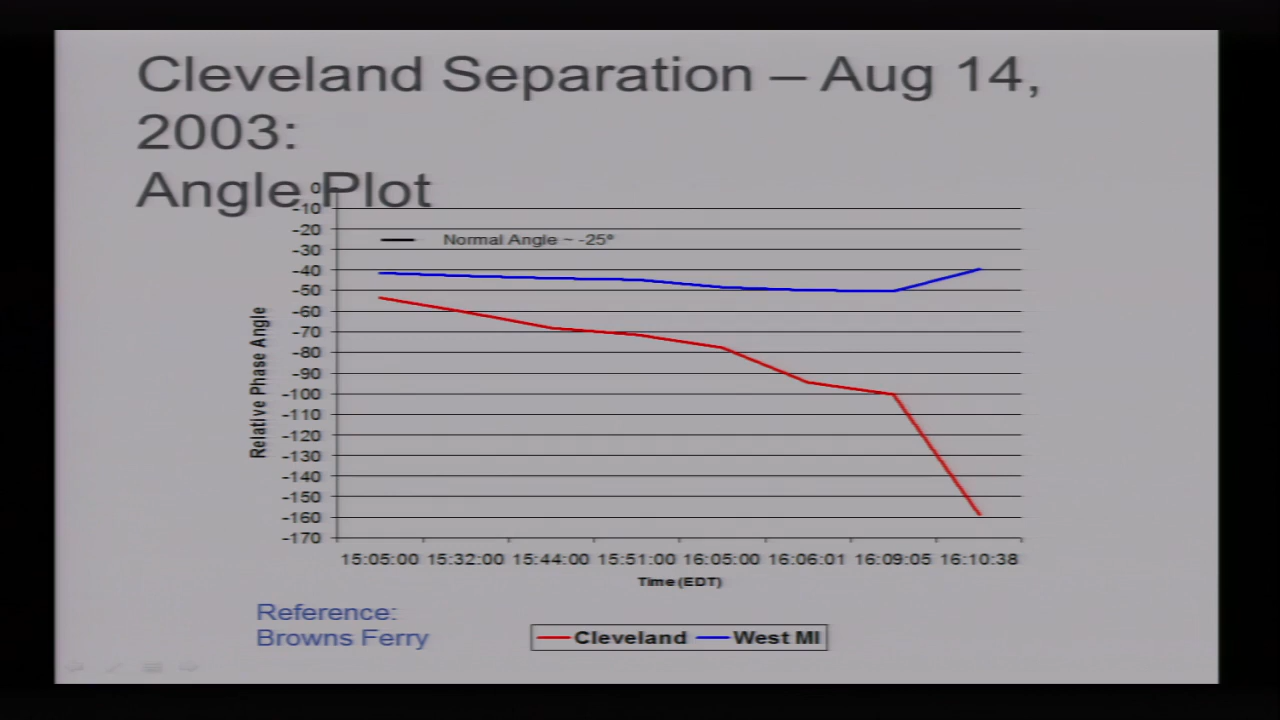 Cleveland Separation – Aug 14,
2003:
Angle Plot
0
-10
-20
-30
-40
-50
-60
-70
-80
-90
-100
-110
-120
-130
-140
-150
-160
-170
Normal Angle ~ -25º
Relative Phase Angle
15:05:00 15:32:00 15:44:00 15:51:00 16:05:00 16:06:01 16:09:05 16:10:38
Time (EDT)
Reference:
Browns Ferry
Cleveland West MI